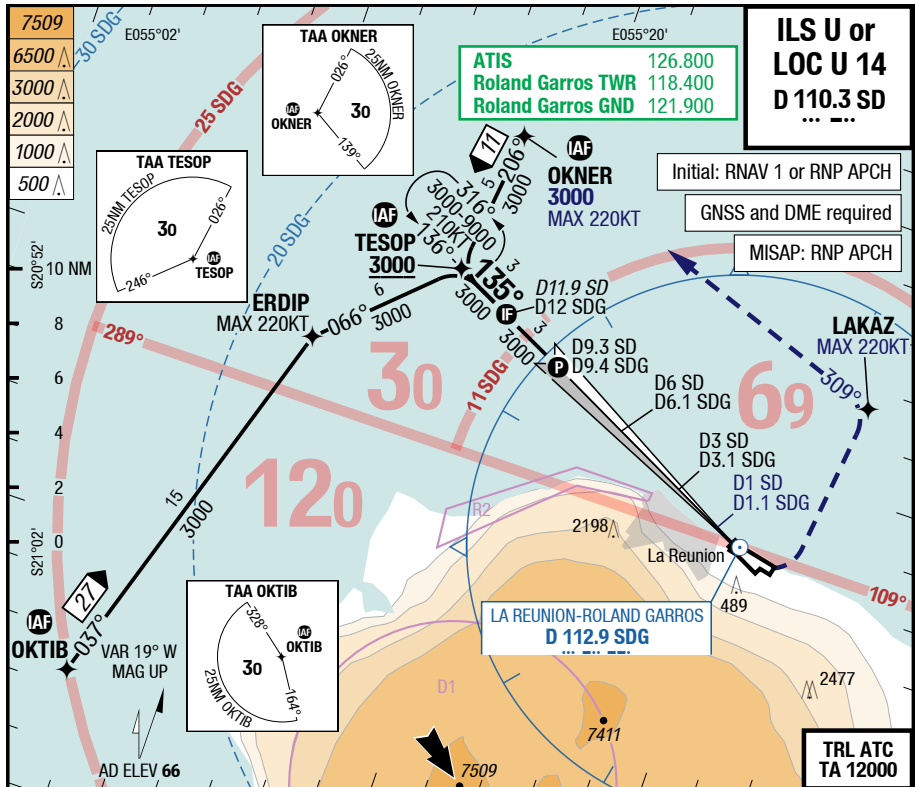 7509
6500
3000
2000
1000
500
E055°02'
30 SDG
25 SDG
20 SDG
TAA OKNER
026°
25NM OKNER
IAF
OKNER
30
139°
ATIS 126.800
Roland Garros TWR 118.400
Roland Garros GND 121.900
E055°20'
ILS U or
LOC U 14
D 110.3 SD
Initial: RNAV 1 or RNP APCH
GNSS and DME required
MISAP: RNP APCH
TAA TESOP
25NM TESOP
30
026°
IAF
TESOP
246°
11
206°
5
3000
IAF
OKNER
3000
MAX 220KT
316°
3000-9000
210KT
136°
IAF
TESOP
3000
135°
3
3000
IF
D11.9 SD
D12 SDG
3
3000
P
D9.3 SD
D9.4 SDG
D6 SD
D6.1 SDG
D3 SD
D3.1 SDG
D1 SD
D1.1 SDG
S20°52'
10 NM
8
6
4
2
0
S21°02'
ERDIP
MAX 220KT
066°
6
3000
289°
30
11SDG
69
120
LAKAZ
MAX 220KT
309°
15
3000
27
037°
IAF
OKTIB
R2
2198
La Reunion
489
109°
LA REUNION-ROLAND GARROS
D 112.9 SDG
TAA OKTIB
328°
IAF
OKTIB
30
164°
25NM OKTIB
VAR 19° W
MAG UP
AD ELEV 66
D1
2477
7411
7509
TRL ATC
TA 12000